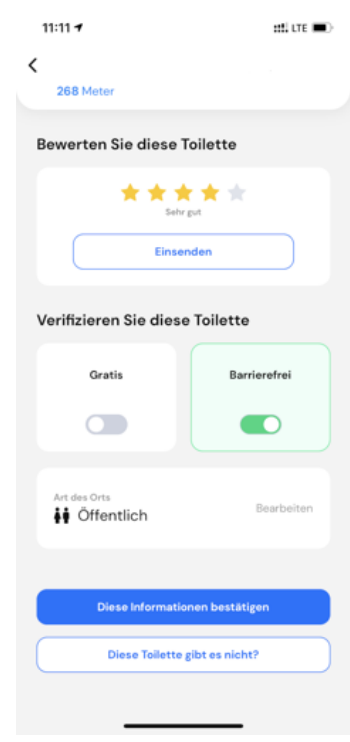 11:11
LTE
268 Meter
Bewerten Sie diese Toilette
Sehr gut
Einsenden
Verifizieren Sie diese Toilette
Gratis
Barrierefrei
Art des Orts
Öffentlich
Bearbeiten
Diese Informationen bestätigen
Diese Toilette gibt es nicht?